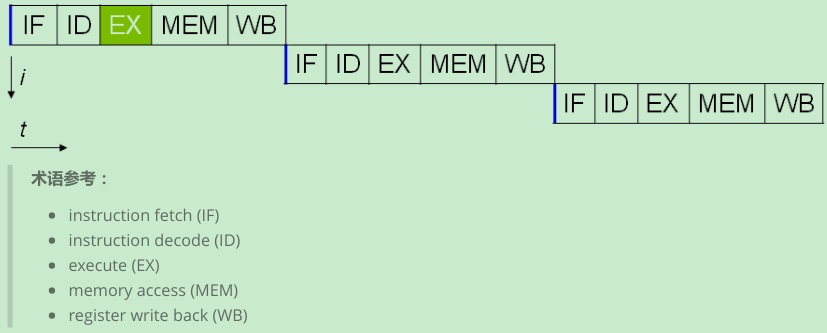 IF ID EX MEM WB
IF ID EX MEM WB
i
IF ID EX MEM WB
t
术语参考：
instruction fetch (IF)
instruction decode (ID)
execute (EX)
memory access (MEM)
register write back (WB)